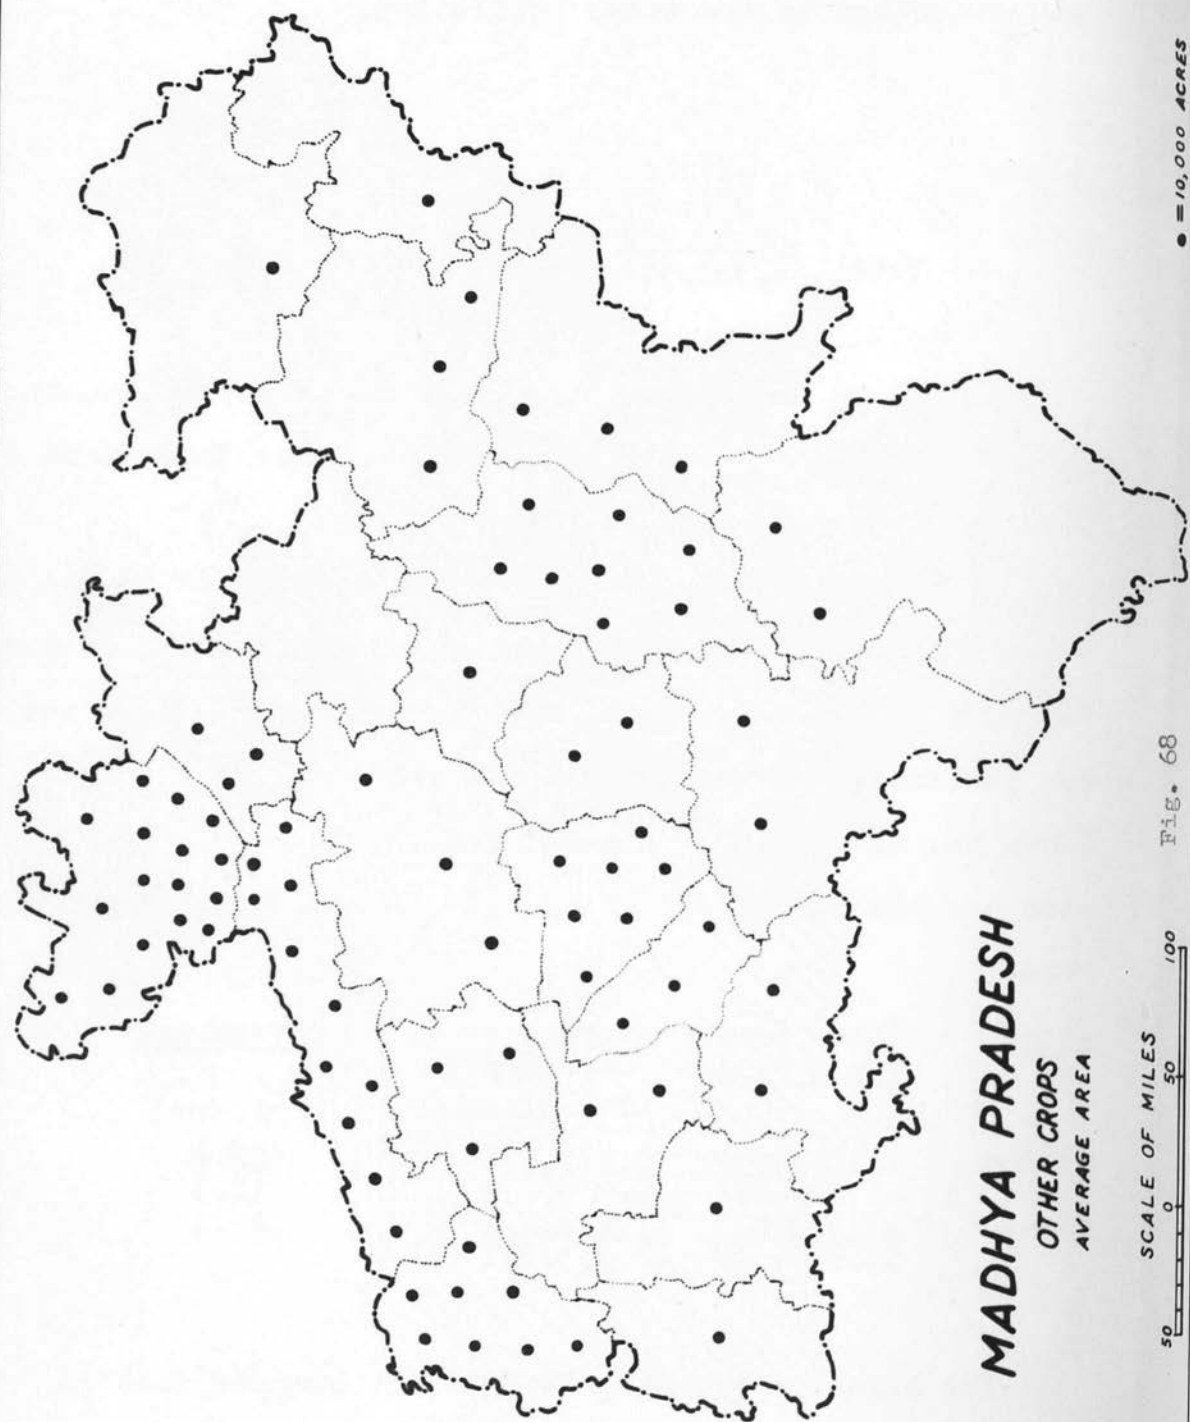 MADHYA PRADESH
OTHER CROPS
AVERAGE AREA
SCALE OF MILES
50 0 50 100
Fig. 68
• = 10,000 ACRES